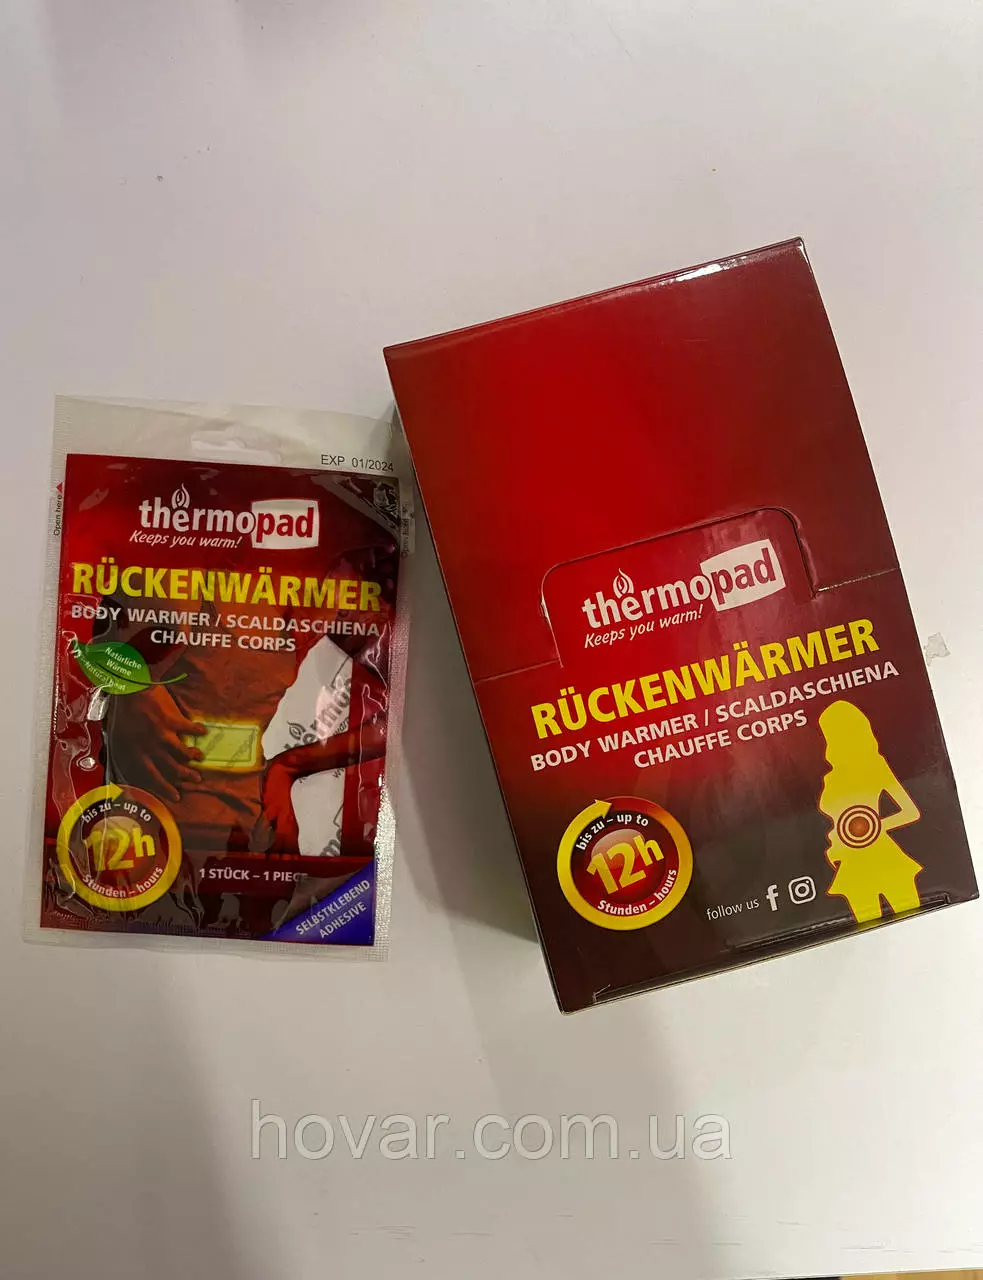 EXP 01/2024
Open here
thermopad
Keeps you warm!
RÜCKENWÄRMER
BODY WARMER / SCALDASCHIENA
CHAUFFE CORPS
Natürliche
Wärme
Natural heat
bis zu – up to
12h
Stunden – hours
1 STÜCK – 1 PIECE
SELBSTKLEBEND
ADHESIVE
thermopad
Keeps you warm!
RÜCKENWÄRMER
BODY WARMER / SCALDASCHIENA
CHAUFFE CORPS
bis zu – up to
12h
Stunden – hours
follow us
hovar.com.ua